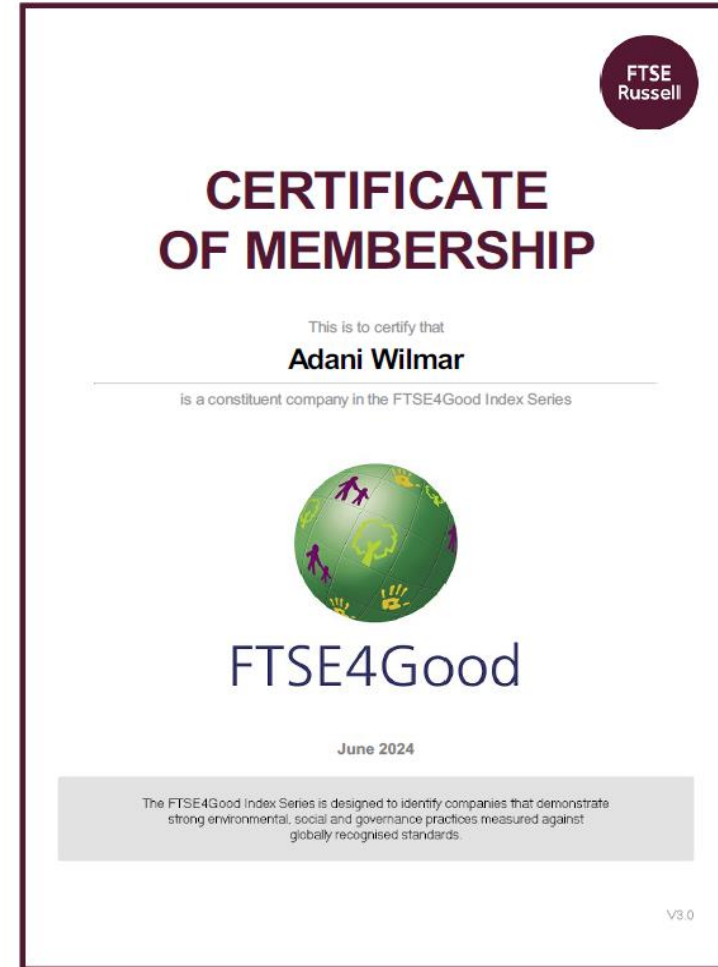 FTSE
Russell
CERTIFICATE
OF MEMBERSHIP
This is to certify that
Adani Wilmar
is a constituent company in the FTSE4Good Index Series
FTSE4Good
June 2024
The FTSE4Good Index Series is designed to identify companies that demonstrate
strong environmental, social and governance practices measured against
globally recognised standards.
V3.0